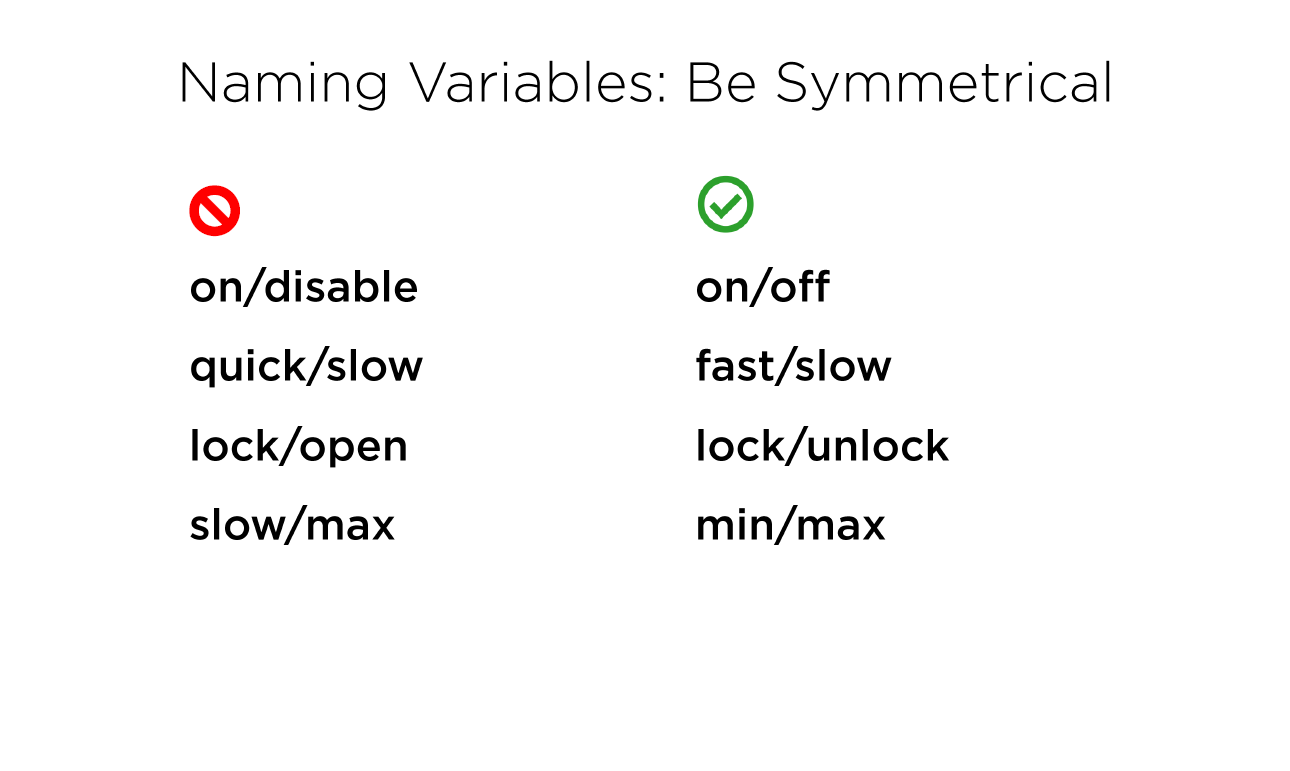 Naming Variables: Be Symmetrical
on/disable
quick/slow
lock/open
slow/max
on/off
fast/slow
lock/unlock
min/max